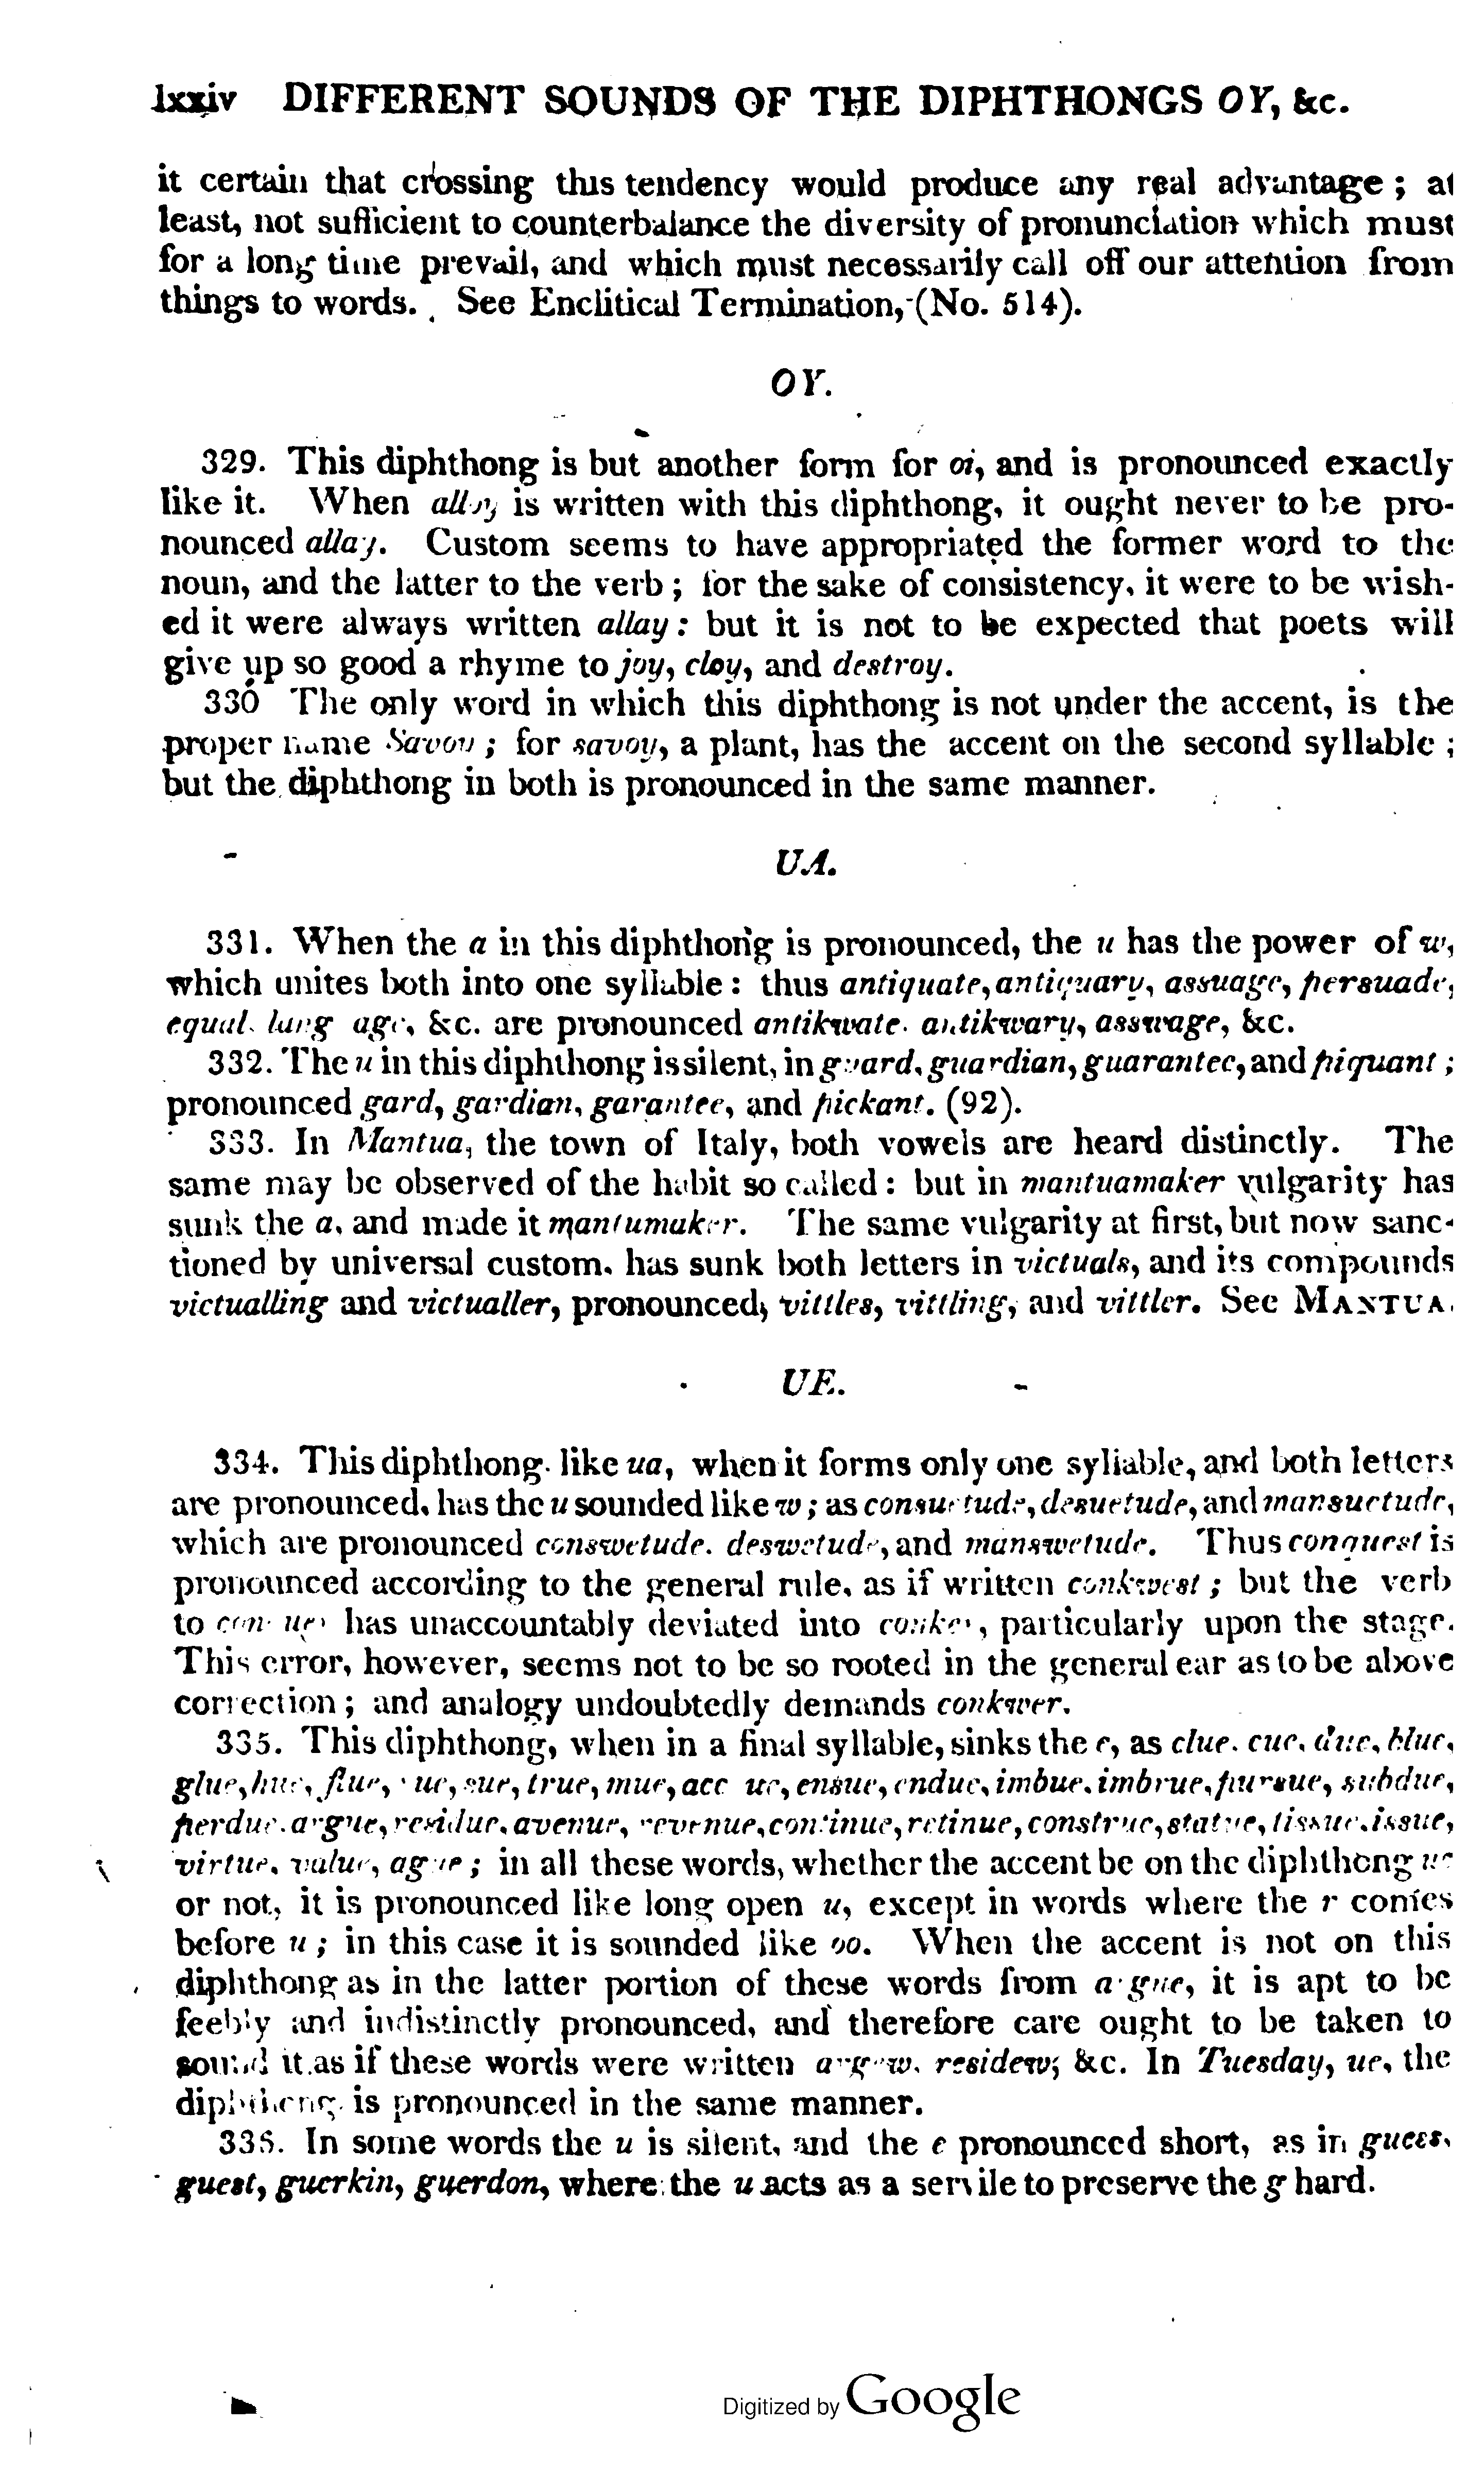 lxxiv DIFFERENT SOUNDS OF THE DIPHTHONGS OY, &c.
it certain that crossing this tendency would produce any real advantage; at
least, not sufficient to counterbalance the diversity of pronunciation which must
for a long time prevail, and which must necessarily call off our attention from
things to words. See Enclitical Termination, (No. 514).
OY.
329. This diphthong is but another form for oi, and is pronounced exactly
like it. When alloy is written with this diphthong, it ought never to be pro-
nounced allay. Custom seems to have appropriated the former word to the
noun, and the latter to the verb; for the sake of consistency, it were to be wish-
ed it were always written allay: but it is not to be expected that poets will
give up so good a rhyme to joy, cloy, and destroy.
330 The only word in which this diphthong is not under the accent, is the
proper name Savoy; for savoy, a plant, has the accent on the second syllable;
but the diphthong in both is pronounced in the same manner.
UA.
331. When the a in this diphthong is pronounced, the u has the power of w,
which unites both into one syllable: thus antiquate, antiquary, assuage, persuade,
equal, language, &c. are pronounced antikwate, antikwary, asswage, &c.
332. The u in this diphthong is silent, in guard, guardian, guarantee, and piquant;
pronounced gard, gardian, garantee, and pickant. (92).
333. In Mantua, the town of Italy, both vowels are heard distinctly. The
same may be observed of the habit so called: but in mantuamaker vulgarity has
sunk the a, and made it mantumaker. The same vulgarity at first, but now sanc-
tioned by universal custom, has sunk both letters in victuals, and its compounds
victualling and victualler, pronounced, vittles, vittling, and vittler. See MANTUA.
UE.
334. This diphthong, like ua, when it forms only one syllable, and both letters
are pronounced, has the u sounded like w; as consuetude, desuetude, and mansuetude,
which are pronounced conswetude, deswetude, and manswetude. Thus conquest is
pronounced according to the general rule, as if written conkwest; but the verb
to conquer has unaccountably deviated into conker, particularly upon the stage.
This error, however, seems not to be so rooted in the general ear as to be above
correction; and analogy undoubtedly demands conkwer.
335. This diphthong, when in a final syllable, sinks the e, as clue, cue, due, blue,
glue, hue, flue, sue, true, mue, accrue, ensue, endue, imbue, imbrue, pursue, subdue,
perdue, argue, residue, avenue, revenue, continue, retinue, construe, statue, tissue, issue,
virtue, value, ague; in all these words, whether the accent be on the diphthong ue
or not, it is pronounced like long open u, except in words where the r comes
before u; in this case it is sounded like oo. When the accent is not on this
diphthong as in the latter portion of these words from argue, it is apt to be
feebly and indistinctly pronounced, and therefore care ought to be taken to
sound it as if these words were written argew, residew, &c. In Tuesday, ue, the
diphthong is pronounced in the same manner.
336. In some words the u is silent, and the e pronounced short, as in guess,
guest, guerkin, guerdon, where the u acts as a servile to preserve the g hard.
Digitized by Google